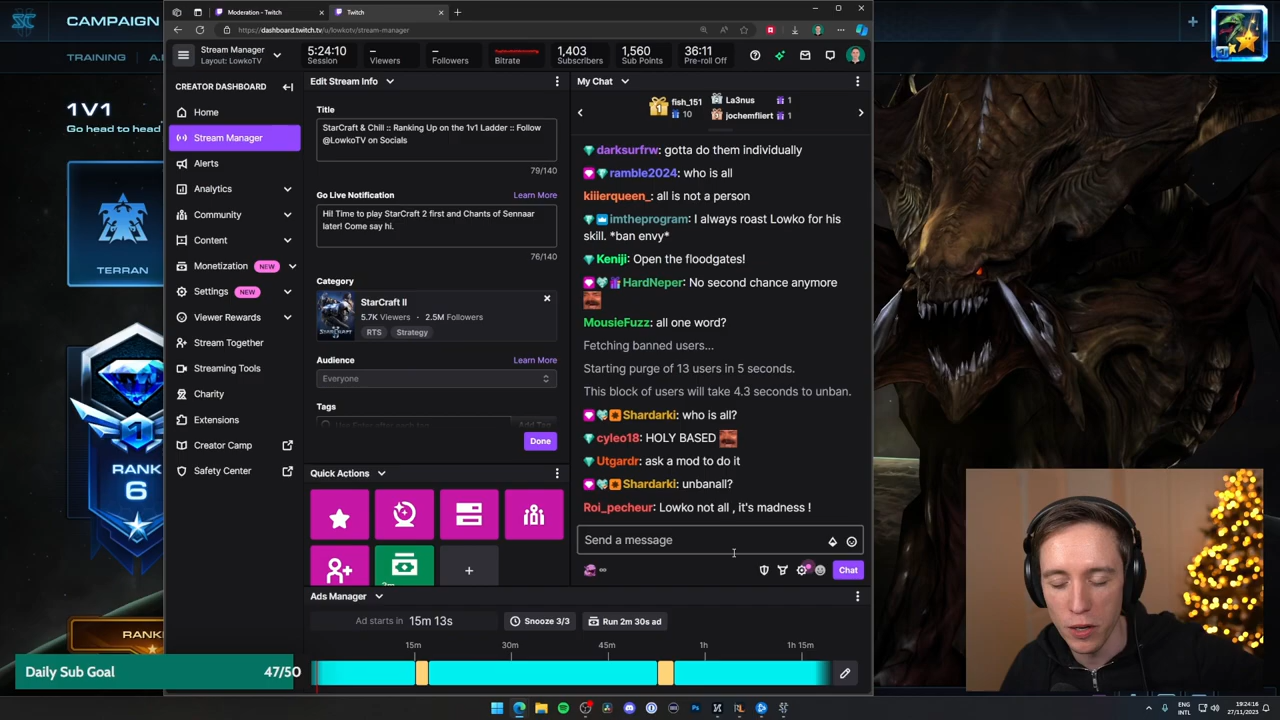 CAMPAIGN
TRAINING
1V1
Go head to head
TERRAN
RANK
6
RANK
Daily Sub Goal
47/50
Moderation - Twitch
Twitch
https://dashboard.twitch.tv/u/lowkotv/stream-manager
Stream Manager
Layout: LowkoTV
5:24:10
Session
–
Viewers
–
Followers
Bitrate
1,403
Subscribers
1,560
Sub Points
36:11
Pre-roll Off
CREATOR DASHBOARD
Home
Stream Manager
Alerts
Analytics
Community
Content
Monetization NEW
Settings NEW
Viewer Rewards
Stream Together
Streaming Tools
Charity
Extensions
Creator Camp
Safety Center
Edit Stream Info
Title
StarCraft & Chill :: Ranking Up on the 1v1 Ladder :: Follow
@LowkoTV on Socials
79/140
Go Live Notification
Learn More
Hi! Time to play StarCraft 2 first and Chants of Sennaar
later! Come say hi.
76/140
Category
StarCraft II
5.7K Viewers · 2.5M Followers
RTS
Strategy
Audience
Learn More
Everyone
Tags
Done
Quick Actions
Ads Manager
Ad starts in 15m 13s
Snooze 3/3
Run 2m 30s ad
15m
30m
45m
1h
1h 15m
My Chat
fish_151
10
La3nus
1
jochemfliert
1
darksurfrw: gotta do them individually
ramble2024: who is all
kiiierqueen_: all is not a person
imtheprogram: I always roast Lowko for his
skill. *ban envy*
Keniji: Open the floodgates!
HardNeper: No second chance anymore
MousieFuzz: all one word?
Fetching banned users...
Starting purge of 13 users in 5 seconds.
This block of users will take 4.3 seconds to unban.
Shardarki: who is all?
cyleo18: HOLY BASED
Utgardr: ask a mod to do it
Shardarki: unbanall?
Roi_pecheur: Lowko not all , it's madness !
Send a message
Chat
ENG
INTL
19:24:16
27/11/2023